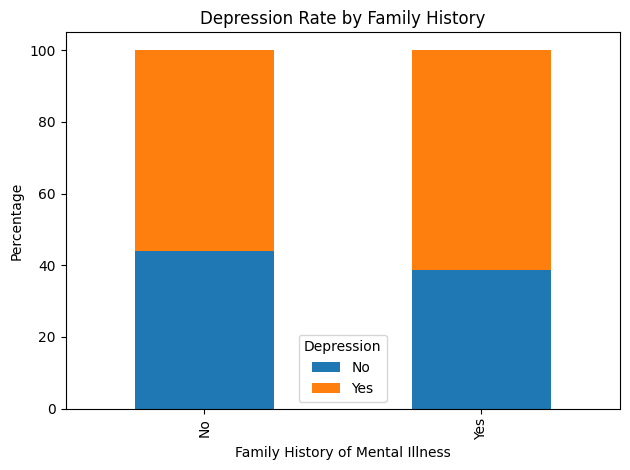 Depression Rate by Family History
Percentage
100
80
60
40
20
0
Depression
No
Yes
No
Yes
Family History of Mental Illness